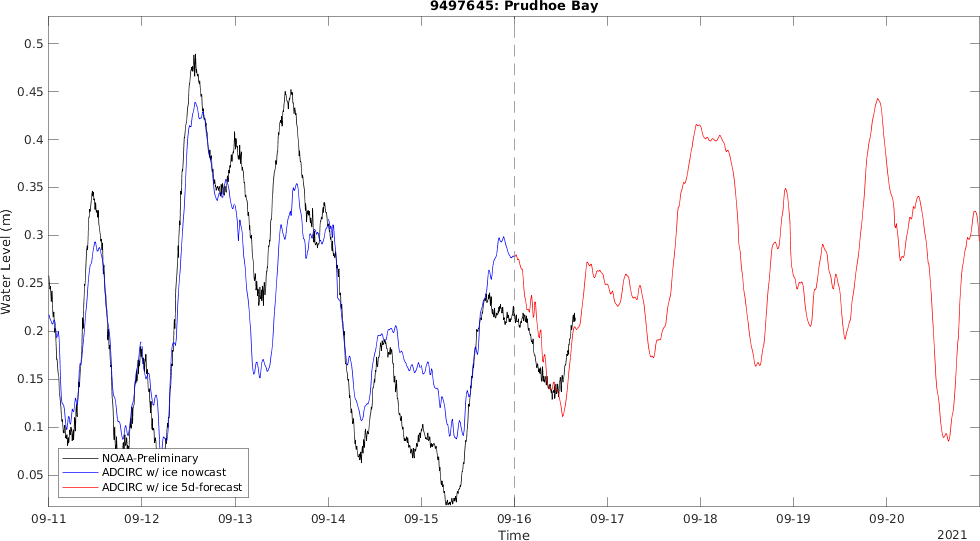 9497645: Prudhoe Bay
0.5
0.45
0.4
0.35
0.3
0.25
0.2
0.15
0.1
0.05
Water Level (m)
NOAA-Preliminary
ADCIRC w/ ice nowcast
ADCIRC w/ ice 5d-forecast
09-11 09-12 09-13 09-14 09-15 09-16 09-17 09-18 09-19 09-20
Time
2021